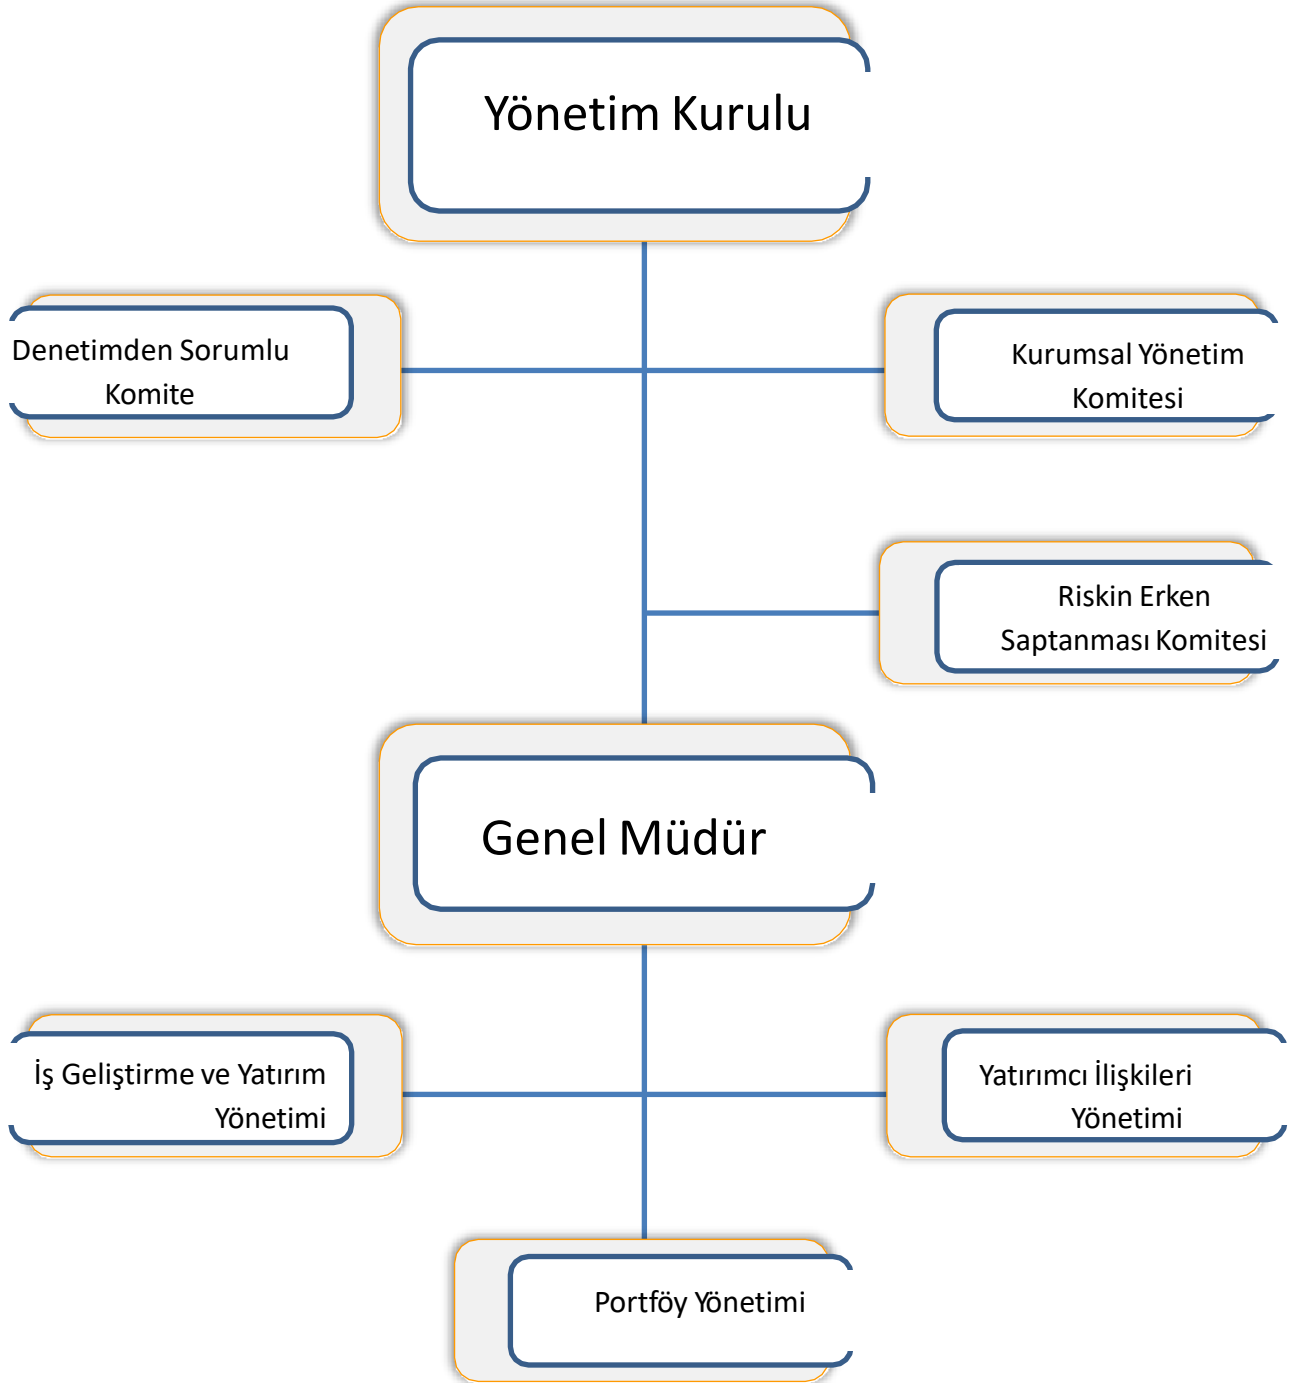 Yönetim Kurulu
Denetimden Sorumlu
Komite
Kurumsal Yönetim
Komitesi
Riskin Erken
Saptanması Komitesi
Genel Müdür
İş Geliştirme ve Yatırım
Yönetimi
Yatırımcı İlişkileri
Yönetimi
Portföy Yönetimi